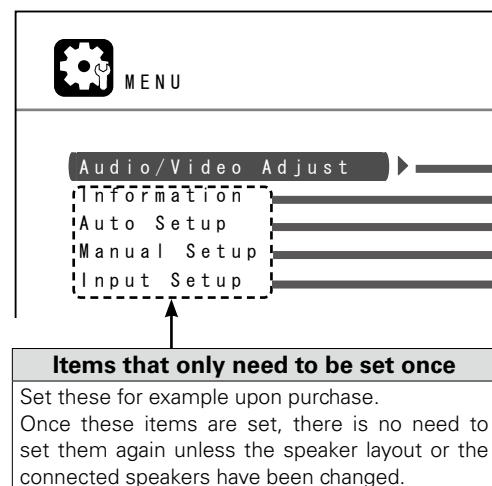 MENU
Audio/Video Adjust
Information
Auto Setup
Manual Setup
Input Setup
Items that only need to be set once
Set these for example upon purchase.
Once these items are set, there is no need to
set them again unless the speaker layout or the
connected speakers have been changed.